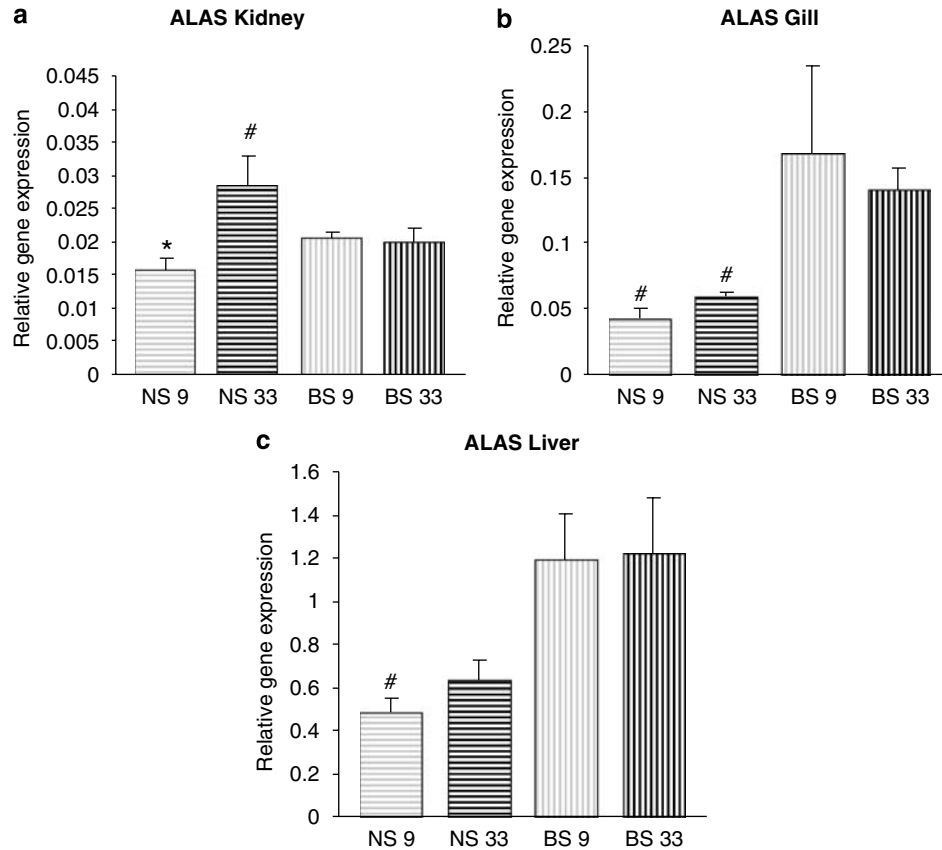 a
ALAS Kidney
Relative gene expression
0.045
0.04
0.035
0.03
0.025
0.02
0.015
0.01
0.005
0
*
#
NS 9 NS 33 BS 9 BS 33
b
ALAS Gill
Relative gene expression
0.25
0.2
0.15
0.1
0.05
0
#
#
NS 9 NS 33 BS 9 BS 33
c
ALAS Liver
Relative gene expression
1.6
1.4
1.2
1
0.8
0.6
0.4
0.2
0
#
NS 9 NS 33 BS 9 BS 33